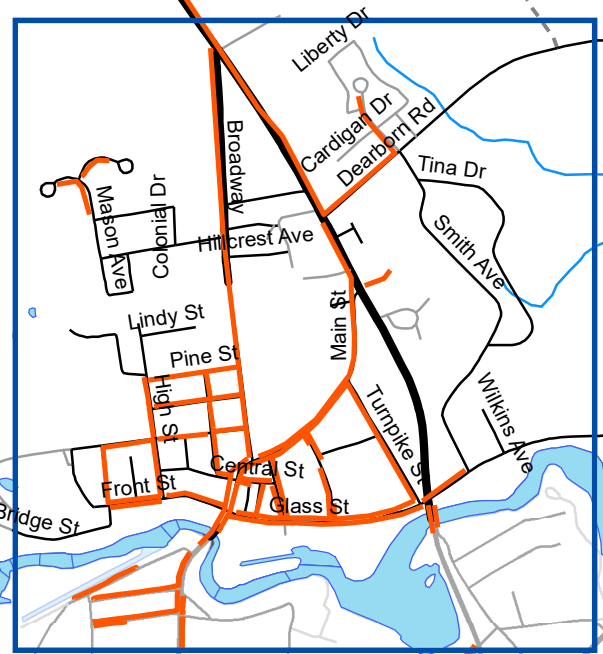 Liberty Dr
Cardigan Dr
Dearborn Rd
Broadway
Tina Dr
Mason Ave
Colonial Dr
Smith Ave
Hillcrest Ave
Lindy St
Main St
Pine St
High St
Turnpike St
Wilkins Ave
Central St
Front St
Glass St
Bridge St